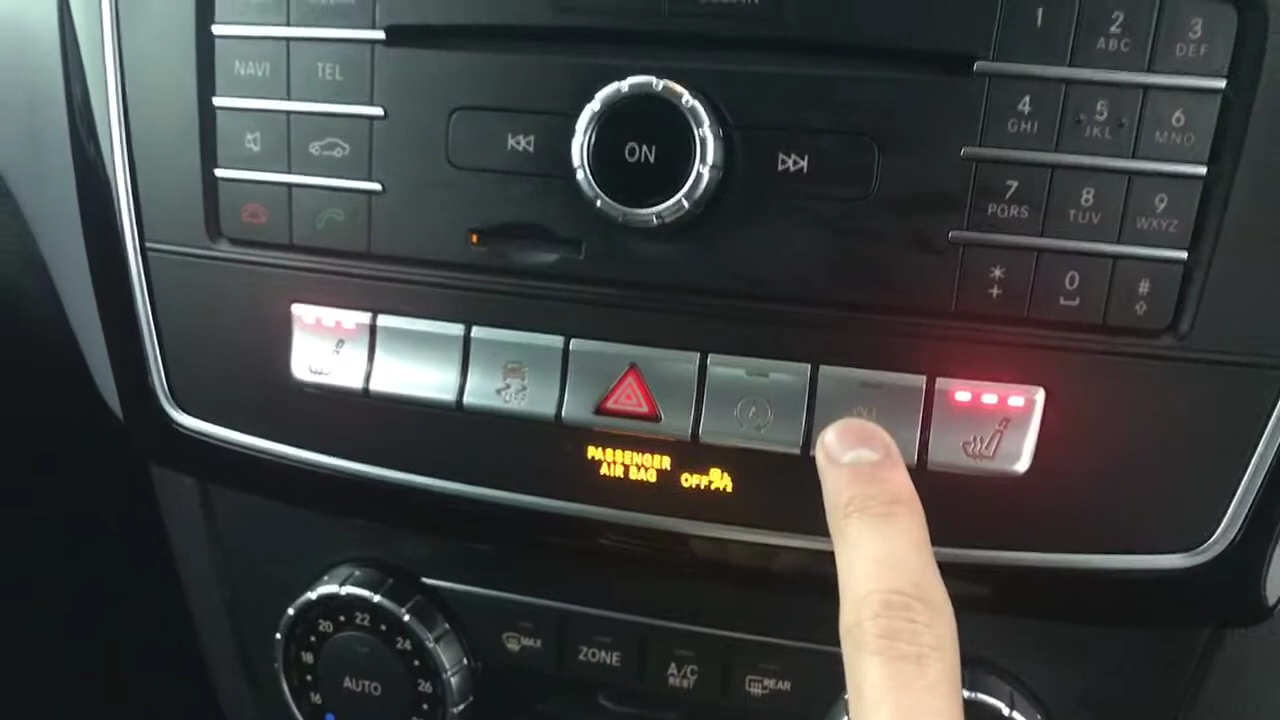 1
2
ABC
3
DEF
NAVI
TEL
4
GHI
5
JKL
6
MNO
ON
7
PQRS
8
TUV
9
WXYZ
*
+
0
#
A
PASSENGER
AIR BAG OFF
16
18
20
22
24
26
AUTO
MAX
ZONE
A/C
REST
REAR